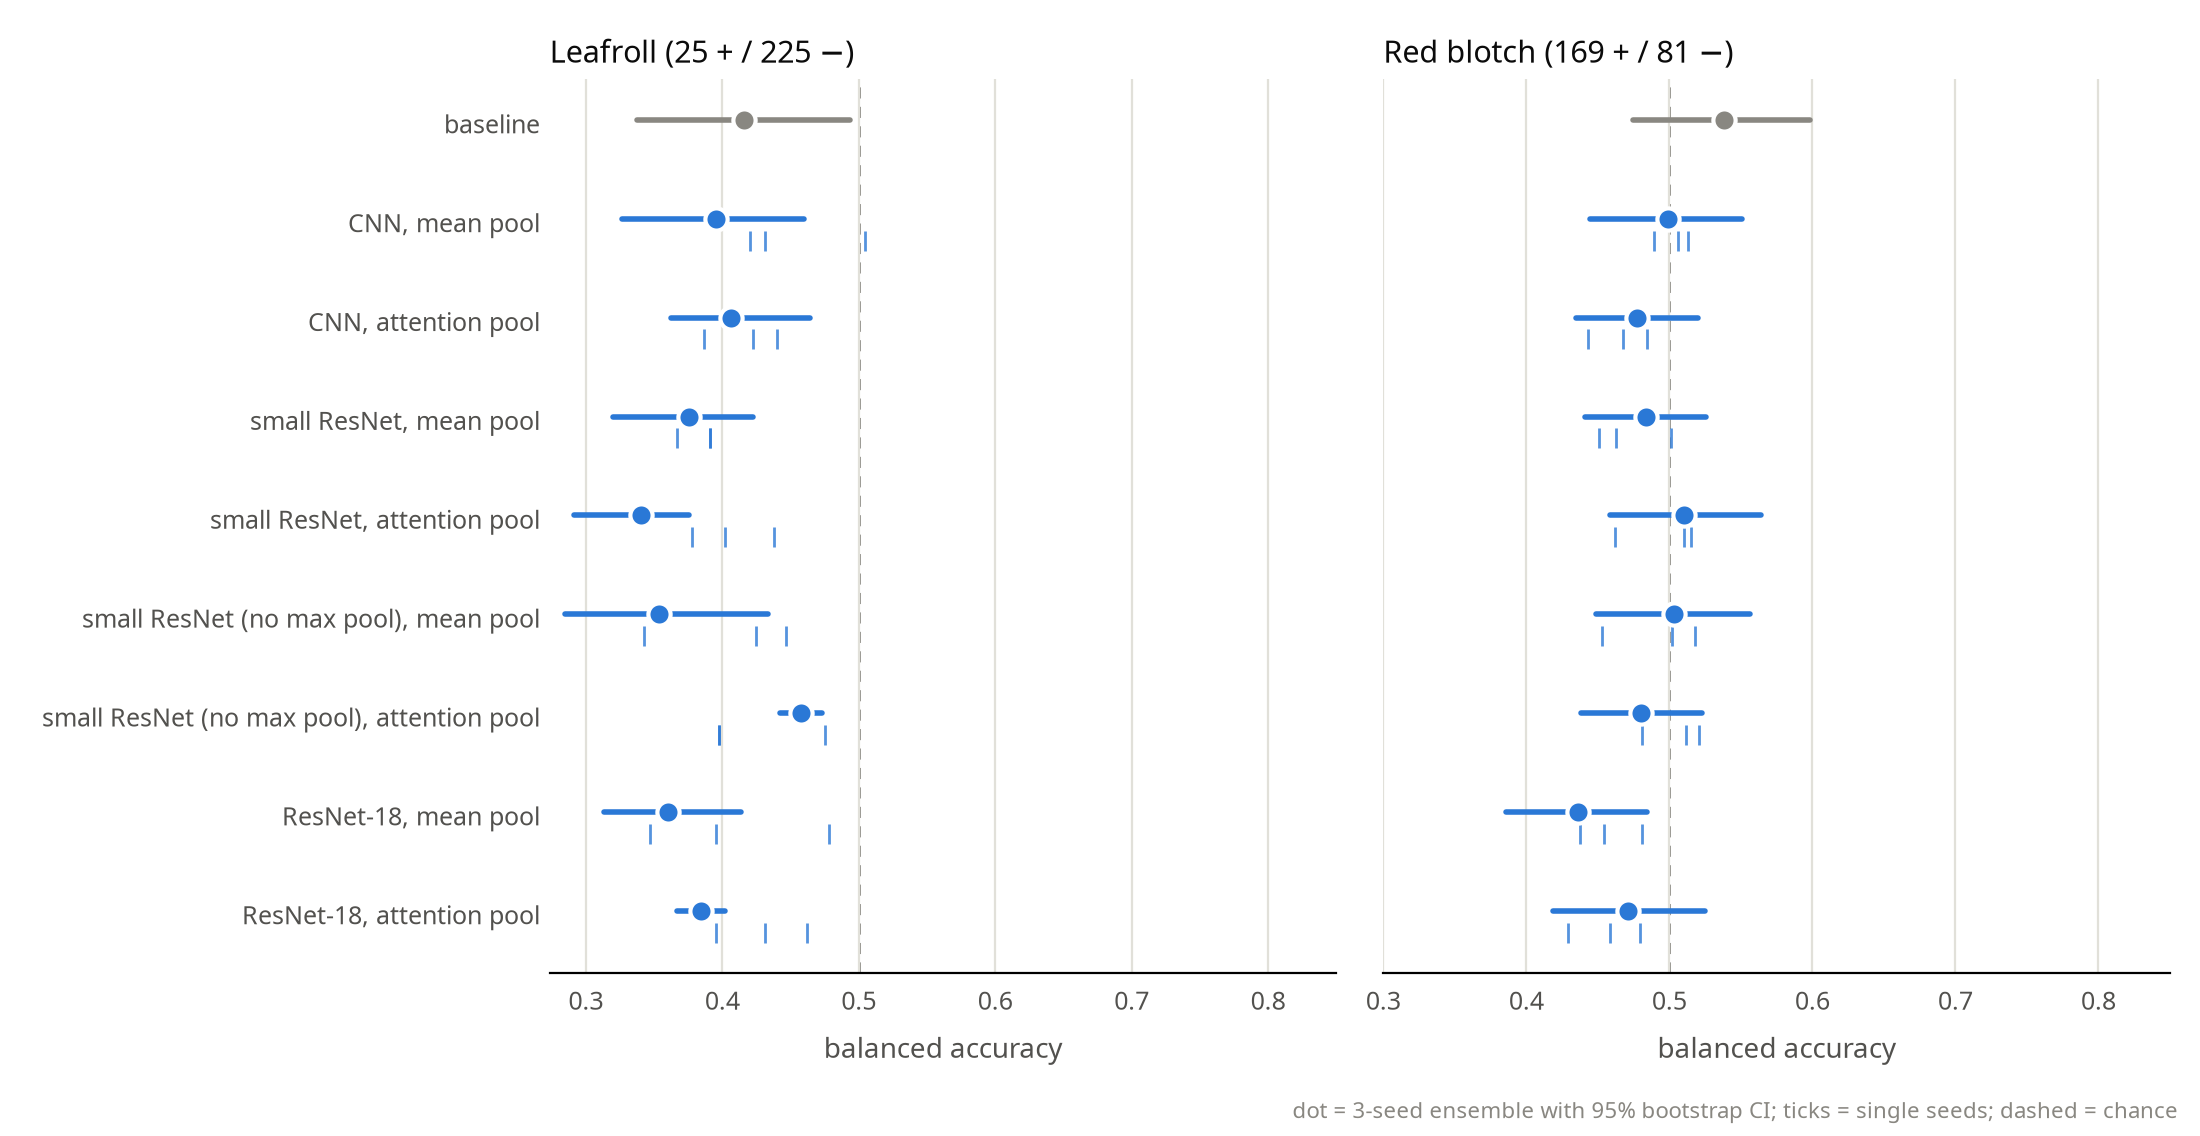 Leafroll (25 + / 225 −)
Red blotch (169 + / 81 −)
baseline
CNN, mean pool
CNN, attention pool
small ResNet, mean pool
small ResNet, attention pool
small ResNet (no max pool), mean pool
small ResNet (no max pool), attention pool
ResNet-18, mean pool
ResNet-18, attention pool
0.3 0.4 0.5 0.6 0.7 0.8
0.3 0.4 0.5 0.6 0.7 0.8
balanced accuracy
balanced accuracy
dot = 3-seed ensemble with 95% bootstrap CI; ticks = single seeds; dashed = chance